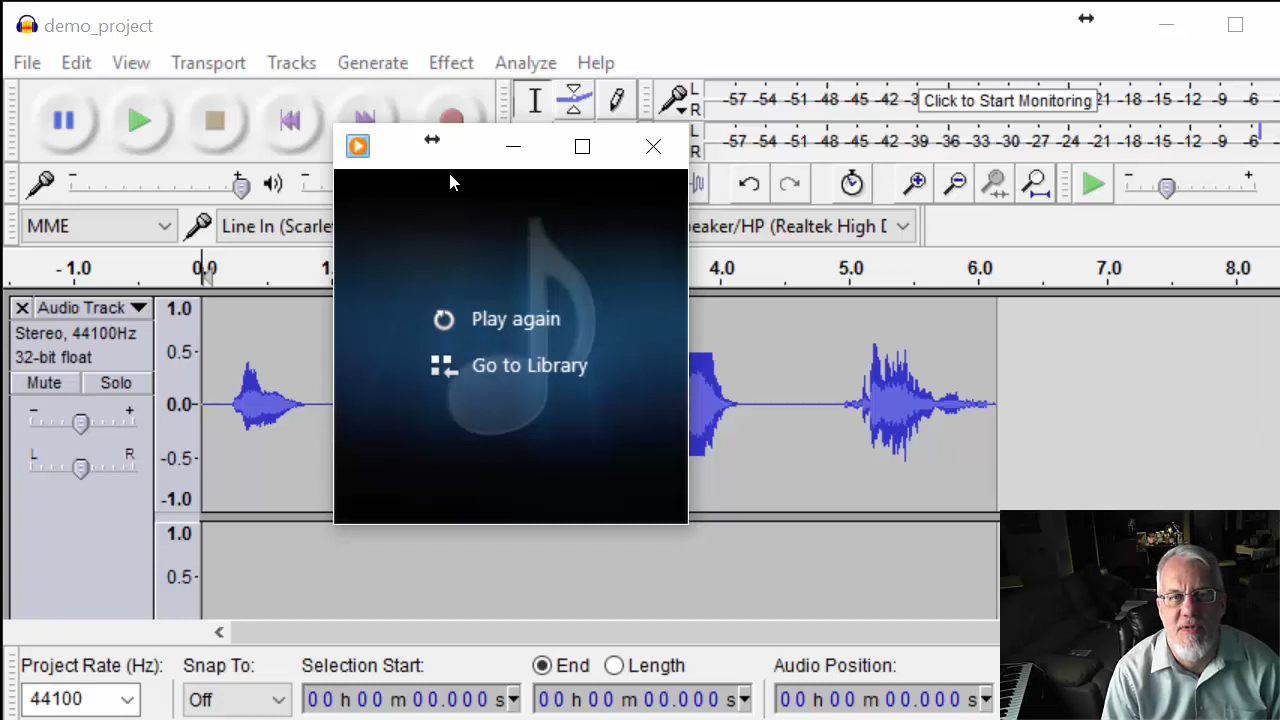 demo_project
File Edit View Transport Tracks Generate Effect Analyze Help
L
R
-57 -54 -51 -48 -45 -42 -3 Click to Start Monitoring 21 -18 -15 -12 -9 -6
L
R
-57 -54 -51 -48 -45 -42 -39 -36 -33 -30 -27 -24 -21 -18 -15 -12 -9 -6
- + - - +
MME Line In (Scarle eaker/HP (Realtek High D
- 1.0 0.0 1. 4.0 5.0 6.0 7.0 8.0
Audio Track
Stereo, 44100Hz
32-bit float
Mute Solo
- +
L R
1.0
0.5-
0.0-
-0.5-
-1.0
1.0
0.5-
Play again
Go to Library
Project Rate (Hz): Snap To: Selection Start: End Length Audio Position:
44100 Off 00 h 00 m 00.000 s 00 h 00 m 00.000 s 00 h 00 m 00.000 s